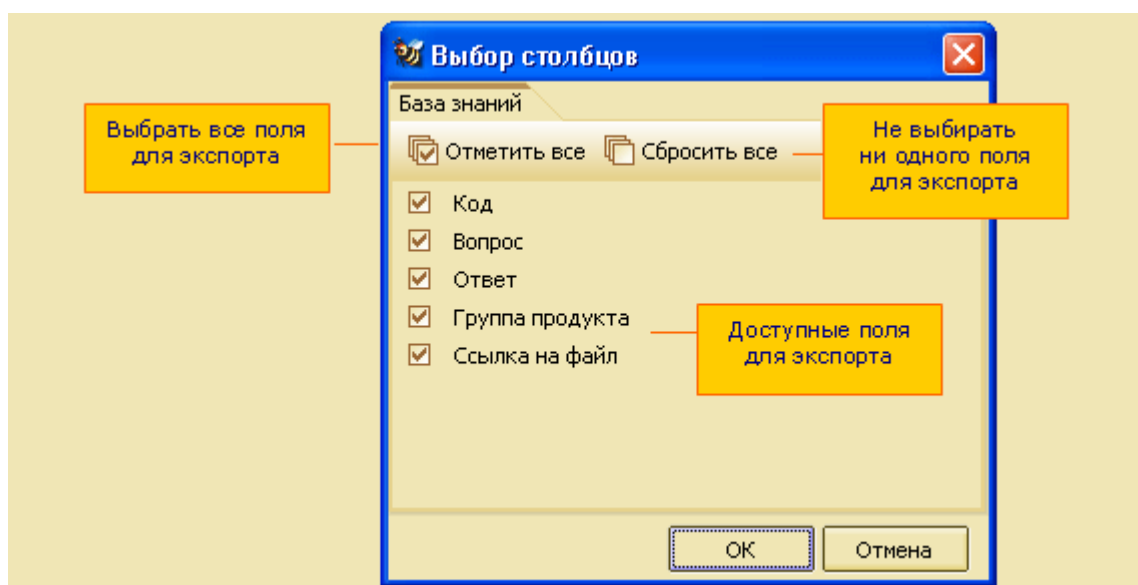 Выбор столбцов
База знаний
Выбрать все поля
для экспорта
Отметить все
Сбросить все
Не выбирать
ни одного поля
для экспорта
Код
Вопрос
Ответ
Группа продукта
Ссылка на файл
Доступные поля
для экспорта
ОК
Отмена